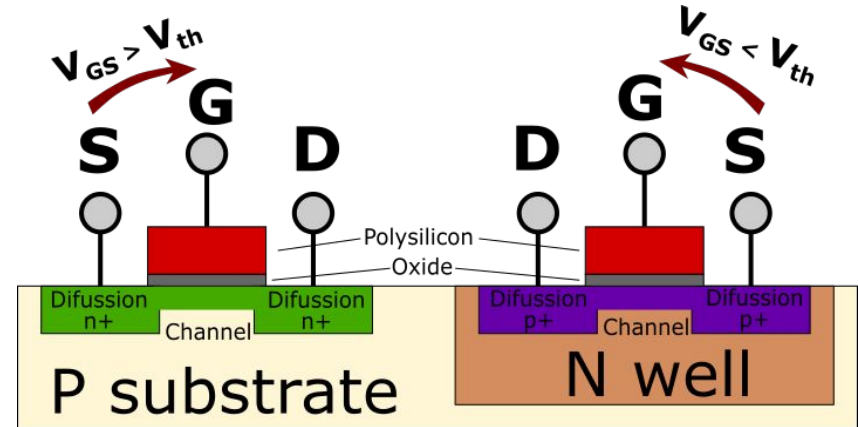 VGS > Vth
VGS < Vth
G
G
S
D
D
S
Polysilicon
Oxide
Difussion
n+
Difussion
n+
Difussion
p+
Difussion
p+
Channel
Channel
P substrate
N well